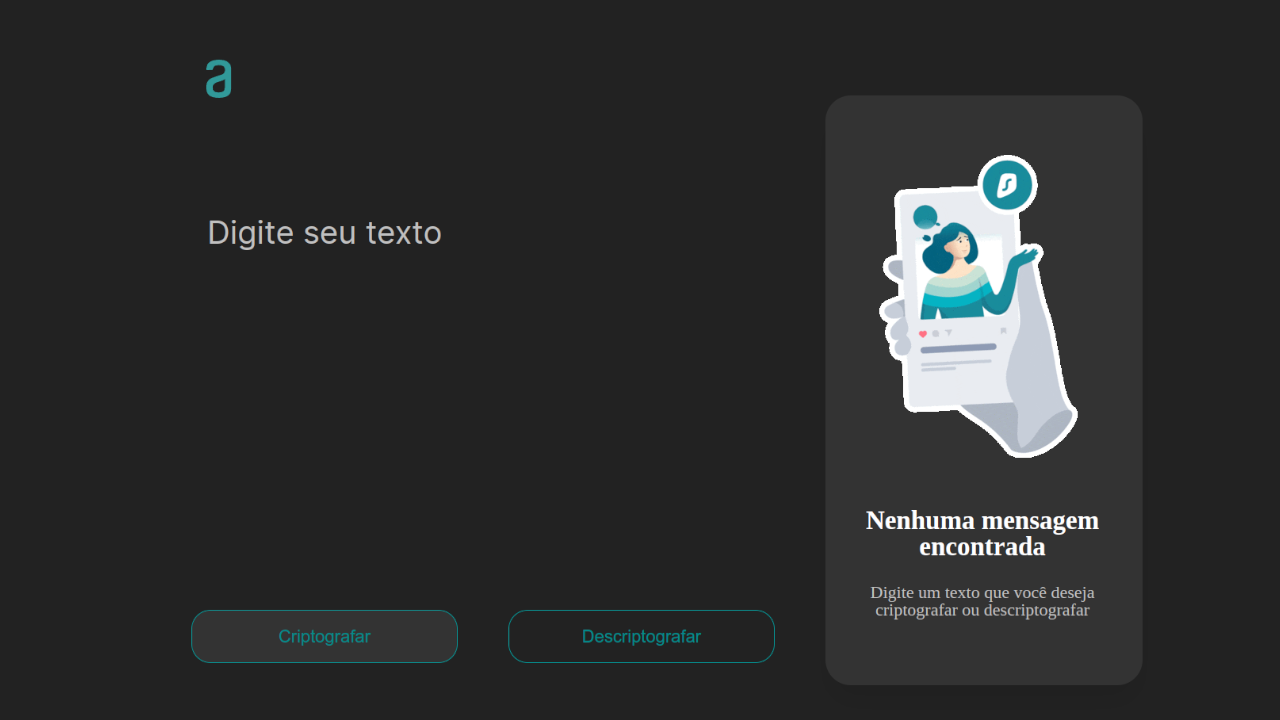 a
Digite seu texto
Criptografar
Descriptografar
Nenhuma mensagem
encontrada
Digite um texto que você deseja
criptografar ou descriptografar